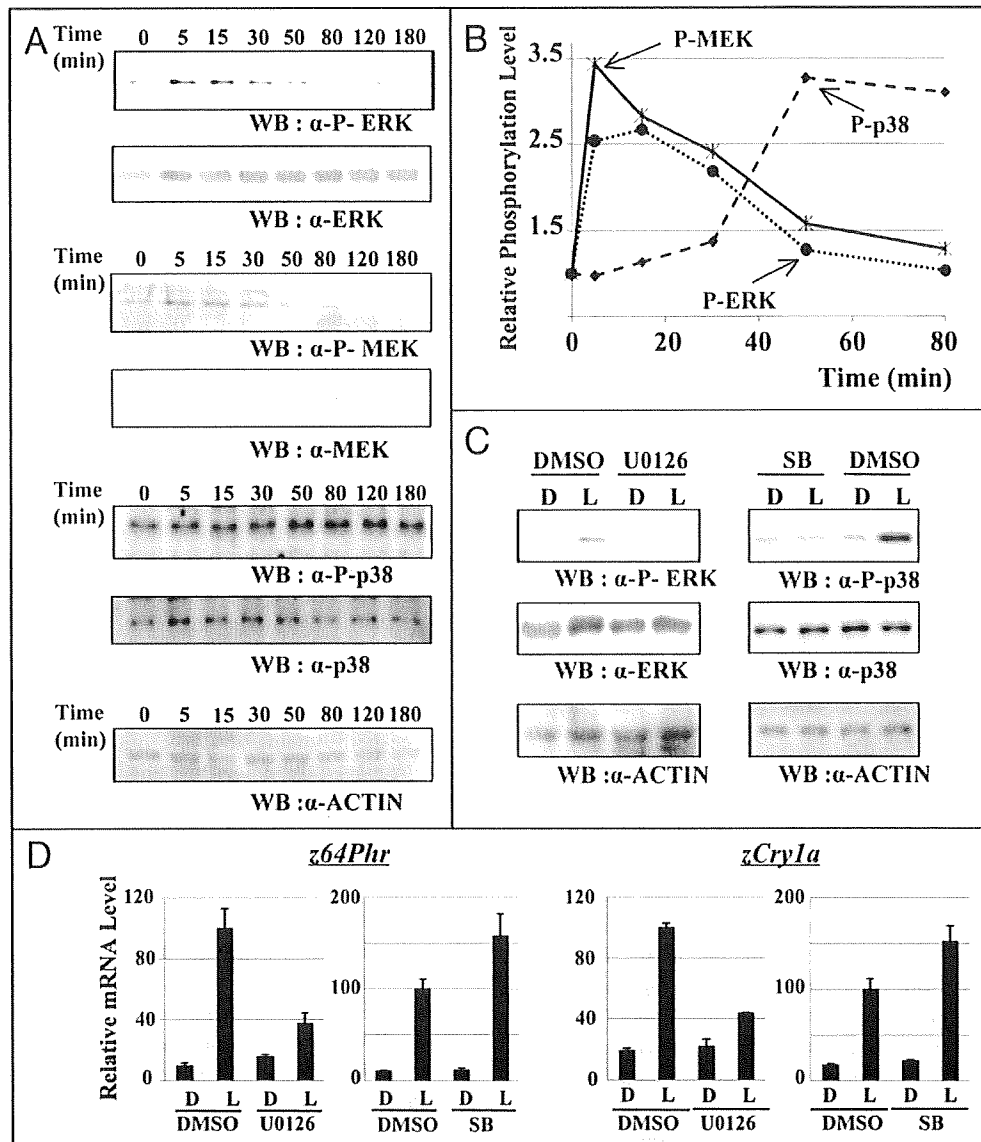 A
Time (min) 0 5 15 30 50 80 120 180
WB : α-P- ERK
WB : α-ERK
Time (min) 0 5 15 30 50 80 120 180
WB : α-P- MEK
WB : α-MEK
Time (min) 0 5 15 30 50 80 120 180
WB : α-P-p38
WB : α-p38
Time (min) 0 5 15 30 50 80 120 180
WB :α-ACTIN
B
Relative Phosphorylation Level
3.5
2.5
1.5
P-MEK
P-p38
P-ERK
0 20 40 60 80
Time (min)
C
DMSO U0126
D L D L
WB : α-P- ERK
WB : α-ERK
WB :α-ACTIN
SB DMSO
D L D L
WB : α-P-p38
WB : α-p38
WB :α-ACTIN
D
z64Phr
zCry1a
Relative mRNA Level
120
80
40
0
D L D L
DMSO U0126
200
100
0
D L D L
DMSO SB
120
80
40
0
D L D L
DMSO U0126
200
100
0
D L D L
DMSO SB